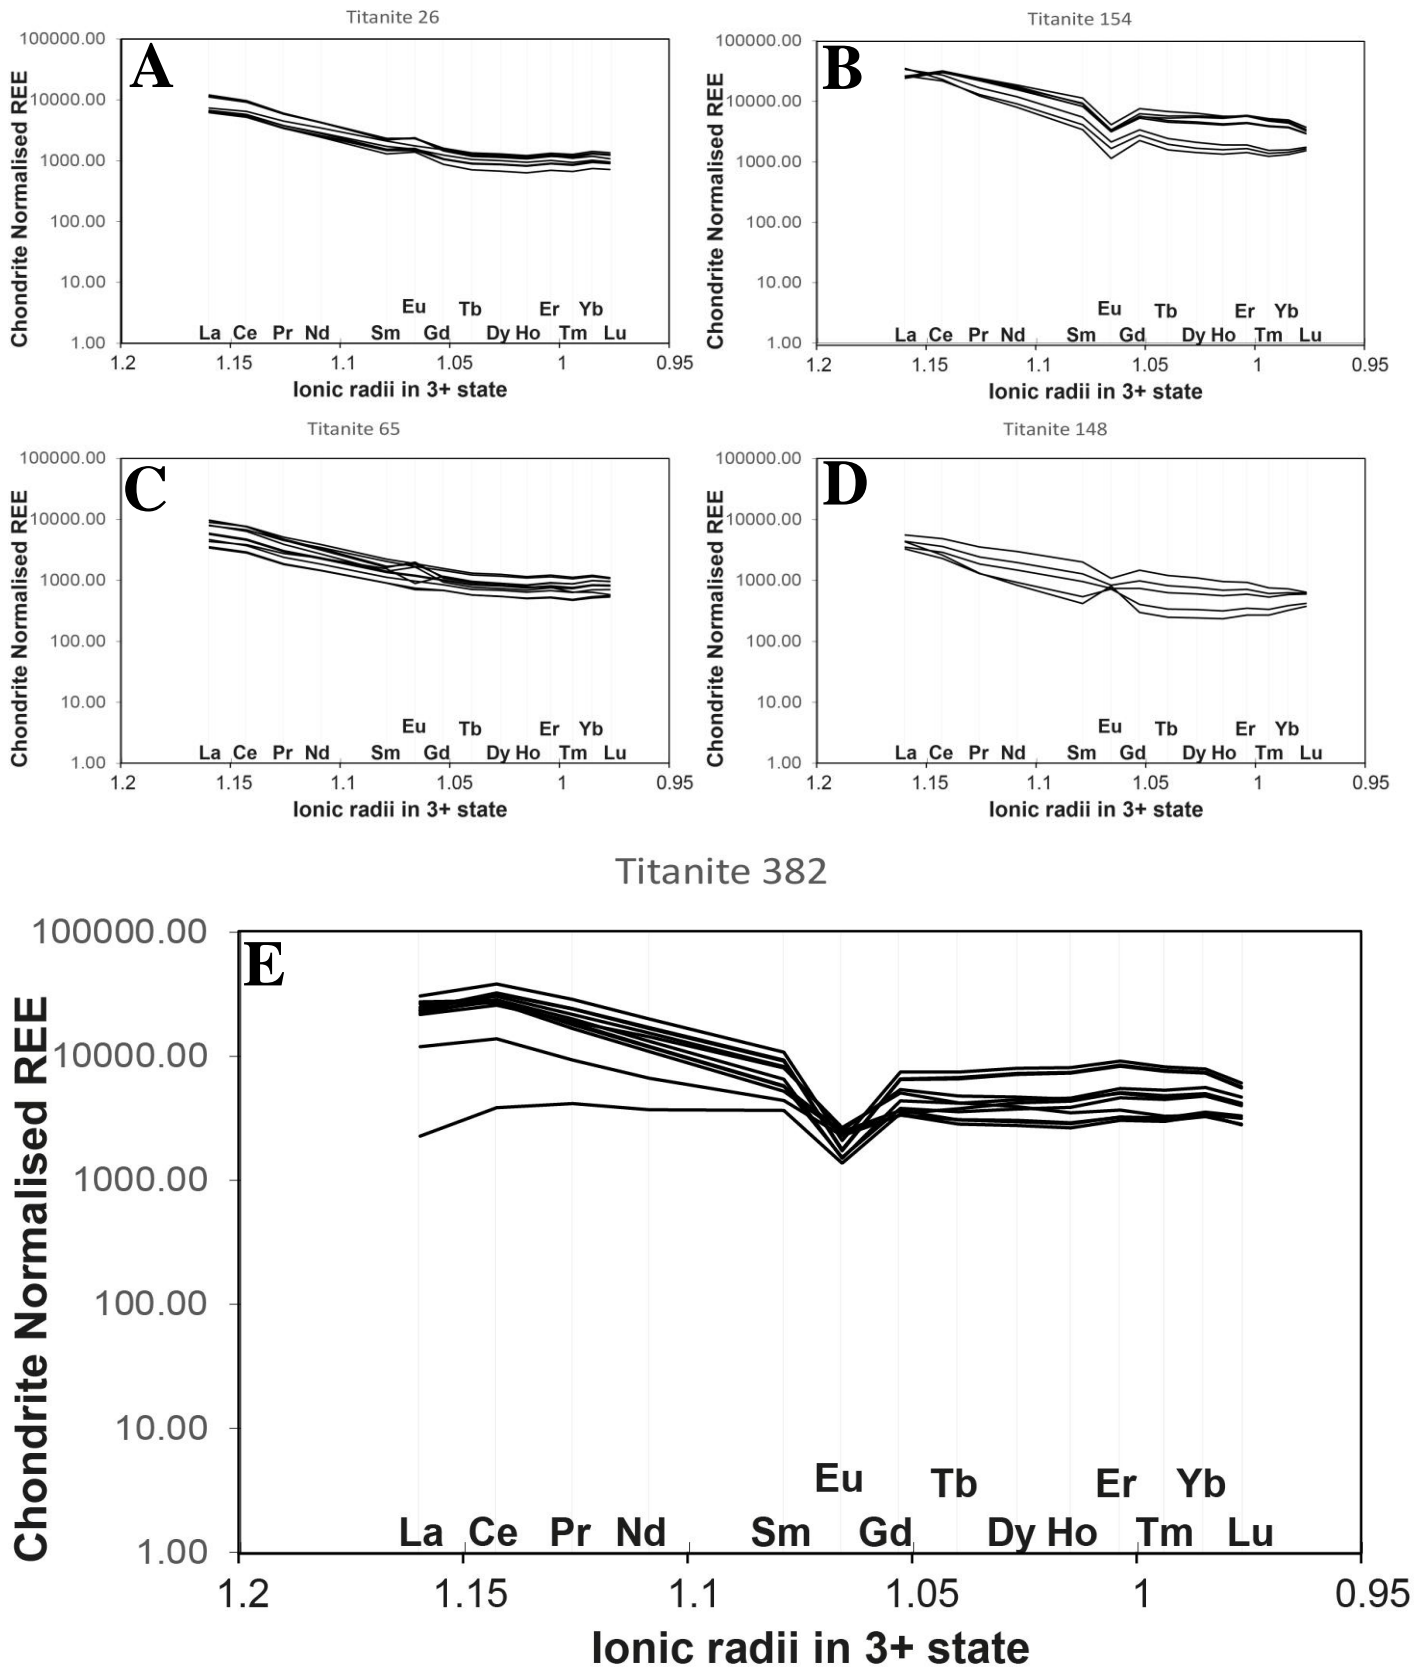 Titanite 26
A
Chondrite Normalised REE
100000.00
10000.00
1000.00
100.00
10.00
1.00
Eu Tb Er Yb
La Ce Pr Nd Sm Gd Dy Ho Tm Lu
1.2 1.15 1.1 1.05 1 0.95
Ionic radii in 3+ state
Titanite 154
B
Chondrite Normalised REE
100000.00
10000.00
1000.00
100.00
10.00
1.00
Eu Tb Er Yb
La Ce Pr Nd Sm Gd Dy Ho Tm Lu
1.2 1.15 1.1 1.05 1 0.95
Ionic radii in 3+ state
Titanite 65
C
Chondrite Normalised REE
100000.00
10000.00
1000.00
100.00
10.00
1.00
Eu Tb Er Yb
La Ce Pr Nd Sm Gd Dy Ho Tm Lu
1.2 1.15 1.1 1.05 1 0.95
Ionic radii in 3+ state
Titanite 148
D
Chondrite Normalised REE
100000.00
10000.00
1000.00
100.00
10.00
1.00
Eu Tb Er Yb
La Ce Pr Nd Sm Gd Dy Ho Tm Lu
1.2 1.15 1.1 1.05 1 0.95
Ionic radii in 3+ state
Titanite 382
E
Chondrite Normalised REE
100000.00
10000.00
1000.00
100.00
10.00
1.00
Eu Tb Er Yb
La Ce Pr Nd Sm Gd Dy Ho Tm Lu
1.2 1.15 1.1 1.05 1 0.95
Ionic radii in 3+ state